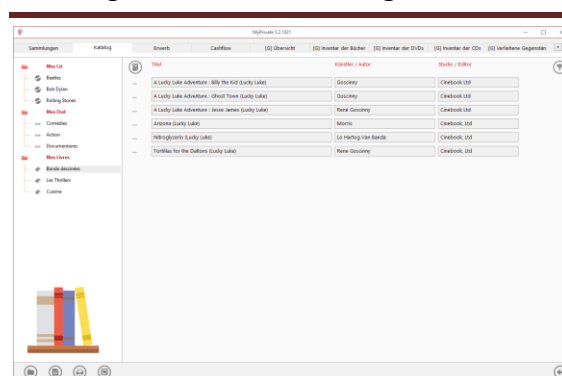 MyPrivate 5.2.1021
Sammlungen Katalog Erwerb Cashflow [G] Übersicht [G] Inventar der Bücher [G] Inventar der DVDs [G] Inventar der CDs [G] Verliehene Gegenstän
Titel Künstler / Autor Studio / Editor
Mes Cd
Beetles
Bob Dylan
Rolling Stones
Mes Dvd
Comédies
Action
Documentaires
Mes Livres
Bande dessinées
Les Thrillers
Cuisine
A Lucky Luke Adventure : Billy the Kid (Lucky Luke) Goscinny Cinebook Ltd
A Lucky Luke Adventure : Ghost Town (Lucky Luke) Goscinny Cinebook Ltd
A Lucky Luke Adventure : Jesse James (Lucky Luke) René Goscinny Cinebook, Ltd
Arizona (Lucky Luke) Morris Cinebook, Ltd
Nitroglycerin (Lucky Luke) Lo Hartog Van Banda Cinebook, Ltd
Tortillas for the Daltons (Lucky Luke) Rene Goscinny Cinebook, Ltd